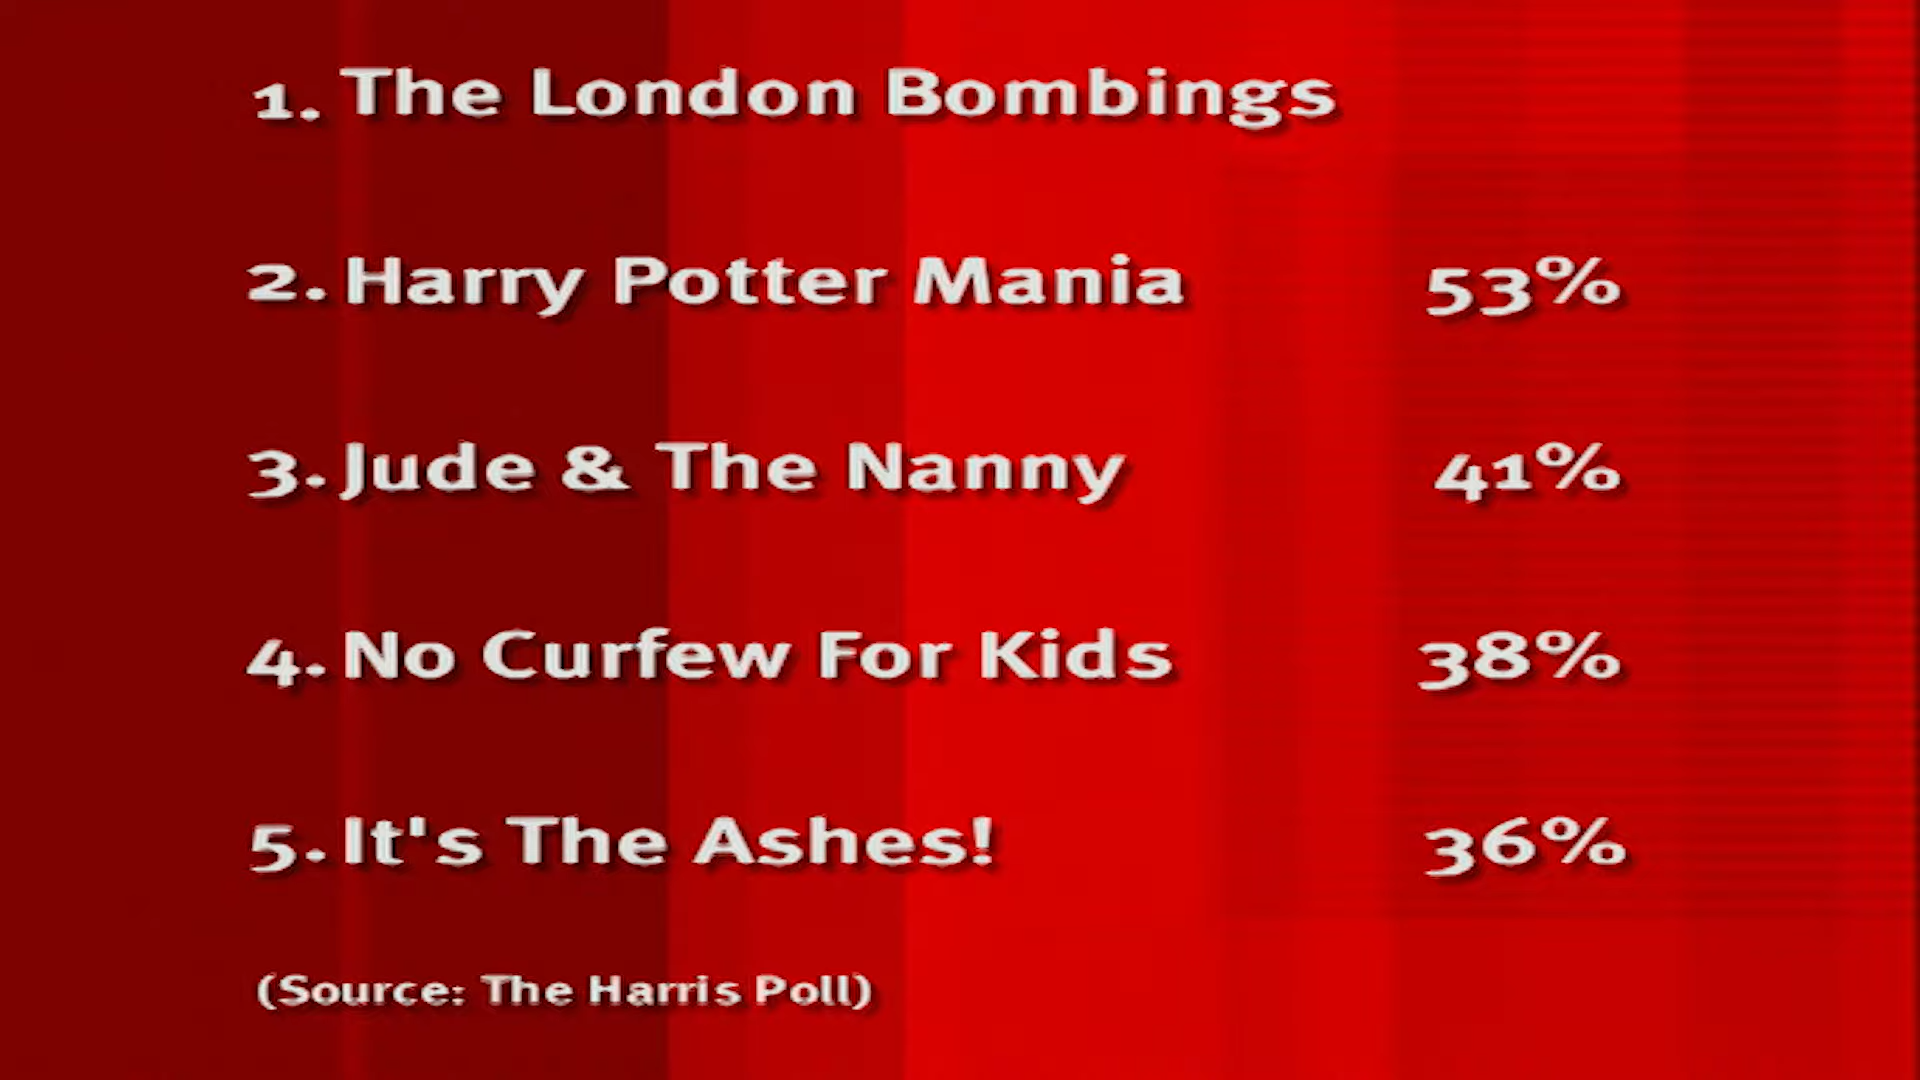 1. The London Bombings
2. Harry Potter Mania 53%
3. Jude & The Nanny 41%
4. No Curfew For Kids 38%
5. It's The Ashes! 36%
(Source: The Harris Poll)